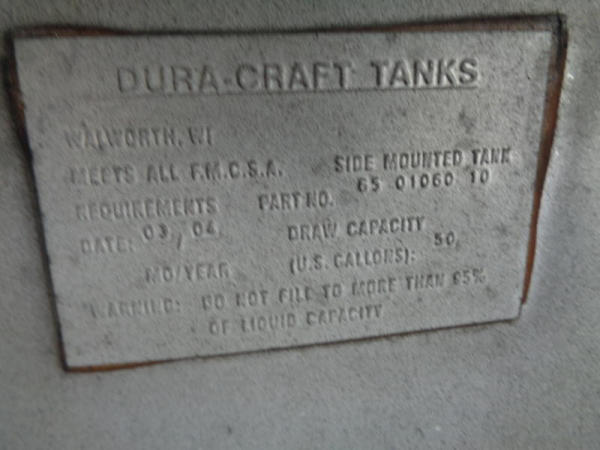 DURA-CRAFT TANKS
WALWORTH, WI
MEETS ALL F.M.C.S.A. SIDE MOUNTED TANK
REQUIREMENTS PART NO. 65 01060 10
DATE: 03/04 DRAW CAPACITY
MO/YEAR (U.S. GALLONS): 50
WARNING: DO NOT FILL TO MORE THAN 95%
OF LIQUID CAPACITY